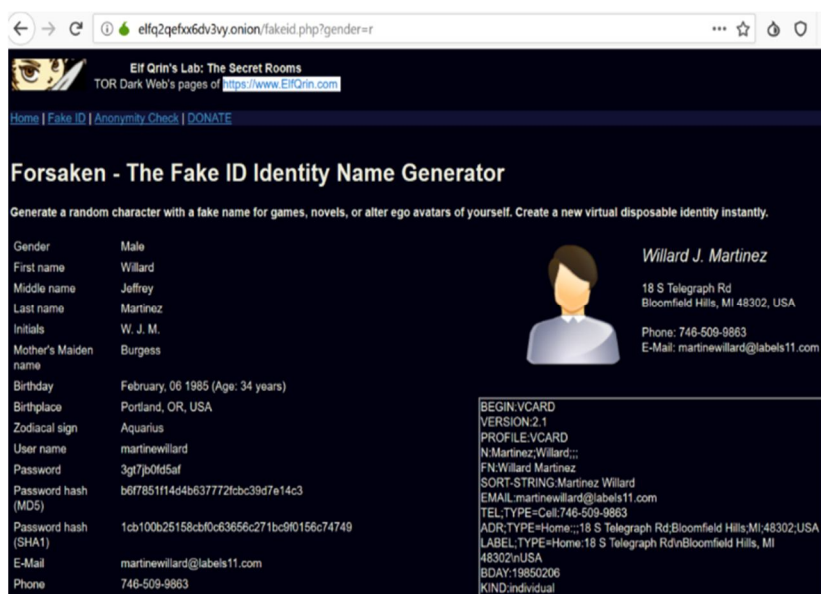 elfq2qefxx6dv3vy.onion/fakeid.php?gender=r
Elf Qrin's Lab: The Secret Rooms
TOR Dark Web's pages of https://www.ElfQrin.com
Home | Fake ID | Anonymity Check | DONATE
Forsaken - The Fake ID Identity Name Generator
Generate a random character with a fake name for games, novels, or alter ego avatars of yourself. Create a new virtual disposable identity instantly.
Gender Male
First name Willard
Middle name Jeffrey
Last name Martinez
Initials W. J. M.
Mother's Maiden name Burgess
Birthday February, 06 1985 (Age: 34 years)
Birthplace Portland, OR, USA
Zodiacal sign Aquarius
User name martinewillard
Password 3gt7jb0fd5af
Password hash (MD5) b6f7851f14d4b637772fcbc39d7e14c3
Password hash (SHA1) 1cb100b25158cbf0c63656c271bc9f0156c74749
E-Mail martinewillard@labels11.com
Phone 746-509-9863
Willard J. Martinez
18 S Telegraph Rd
Bloomfield Hills, MI 48302, USA
Phone: 746-509-9863
E-Mail: martinewillard@labels11.com
BEGIN:VCARD
VERSION:2.1
PROFILE:VCARD
N:Martinez;Willard;;;
FN:Willard Martinez
SORT-STRING:Martinez Willard
EMAIL:martinewillard@labels11.com
TEL;TYPE=Cell:746-509-9863
ADR;TYPE=Home:;;18 S Telegraph Rd;Bloomfield Hills;MI;48302;USA
LABEL;TYPE=Home:18 S Telegraph Rd\nBloomfield Hills, MI
48302\nUSA
BDAY:19850206
KIND:individual